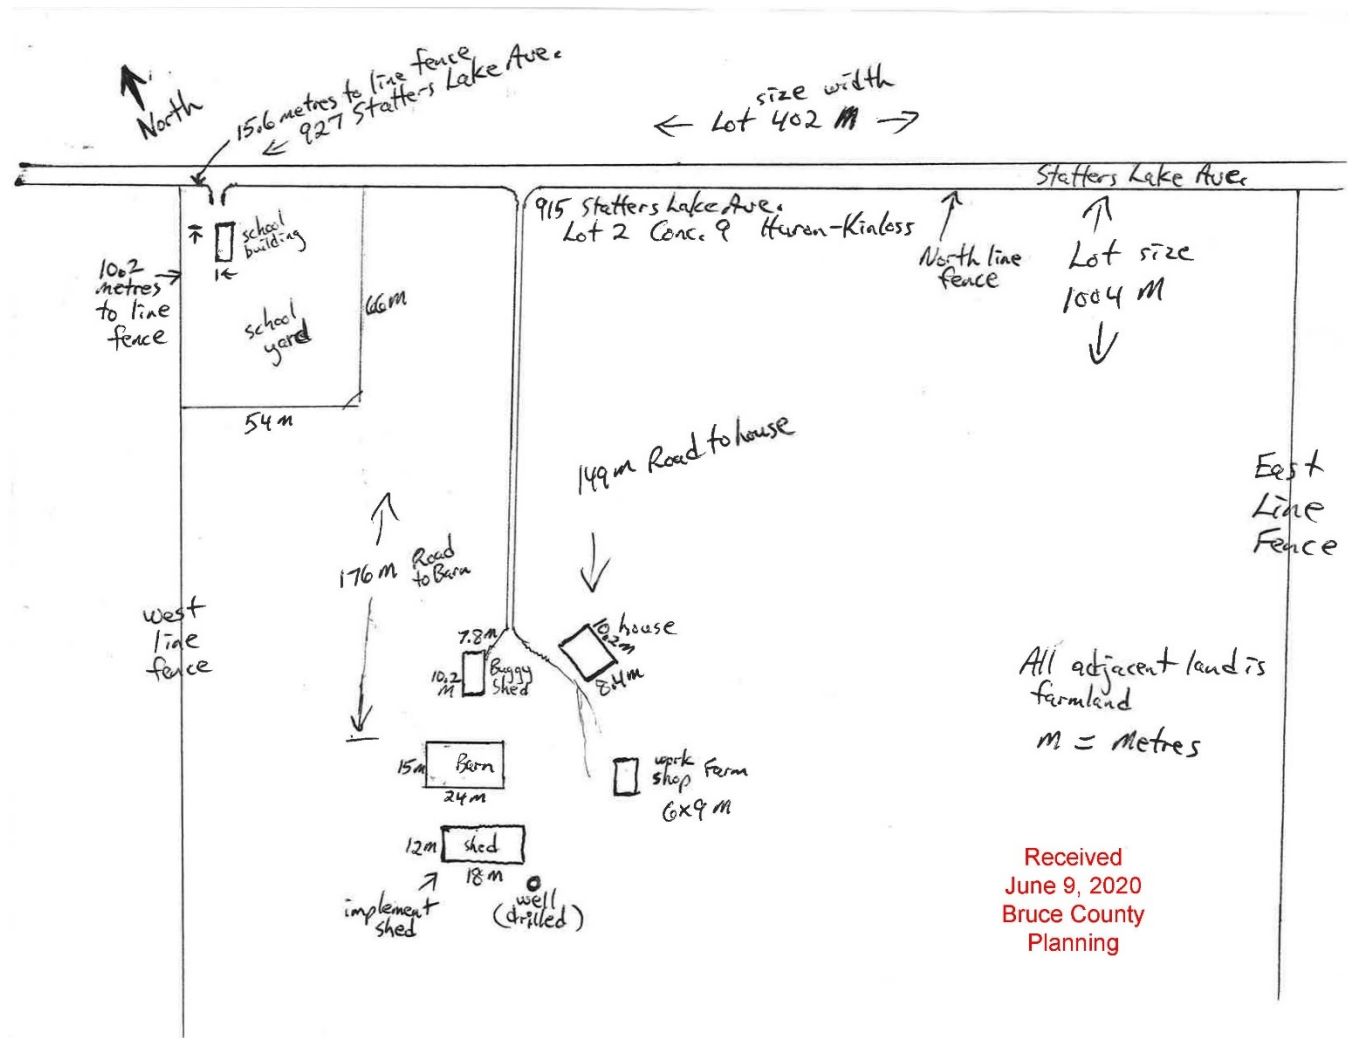 North
15.6 metres to line fence
← 927 Statters Lake Ave.
size width
← Lot 402 M →
Statters Lake Ave.
915 Statters Lake Ave.
Lot 2 Conc. 9 Huron-Kinloss
North line
fence
Lot size
1004 M
school
building
10.2
metres
to line
fence
school
yard
66m
54m
149m Road to house
East
Line
Fence
176m Road
to Barn
west
line
fence
7.8m
10.2
M
Buggy
Shed
house
10.2m
8.4m
15m
Barn
24m
work
shop Farm
6x9 M
12m
shed
18m
implement
shed
well
(drilled)
All adjacent land is
farmland
m = Metres
Received
June 9, 2020
Bruce County
Planning